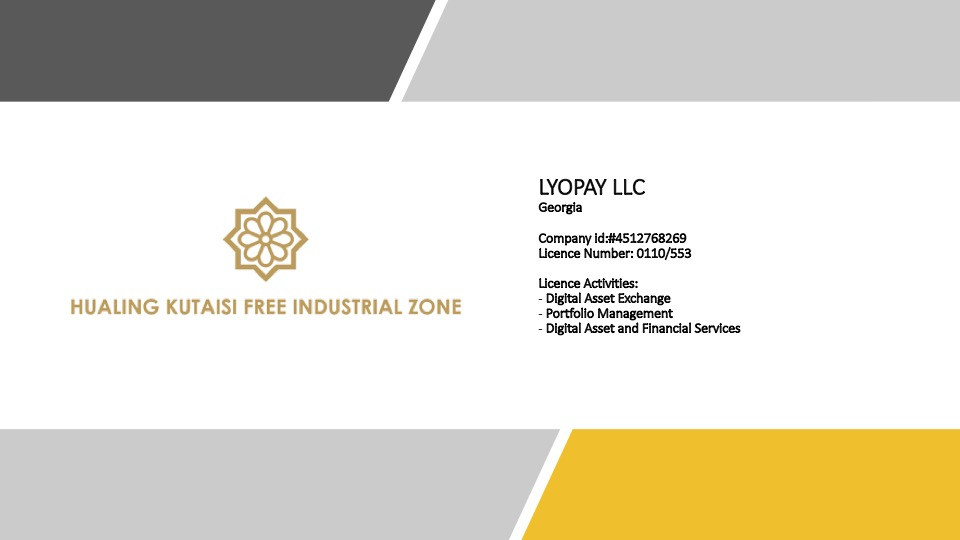 HUALING KUTAISI FREE INDUSTRIAL ZONE
LYOPAY LLC
Georgia
Company id:#4512768269
Licence Number: 0110/553
Licence Activities:
- Digital Asset Exchange
- Portfolio Management
- Digital Asset and Financial Services